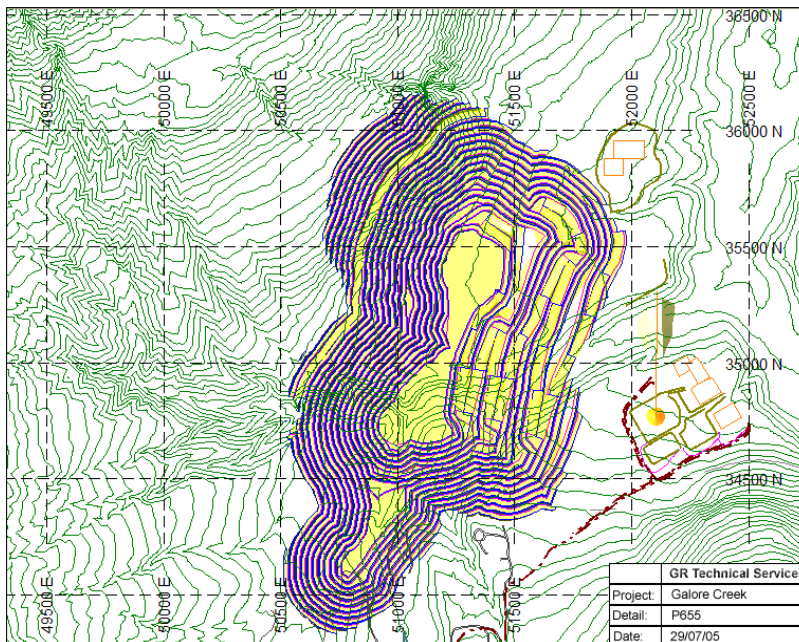 36500 N
49500 E
50000 E
50500 E
51000 E
51500 E
52000 E
52500 E
36000 N
35500 N
35000 N
34500 N
49500 E
50000 E
50500 E
51000 E
51500 E
GR Technical Service
Project: Galore Creek
Detail: P655
Date: 29/07/05